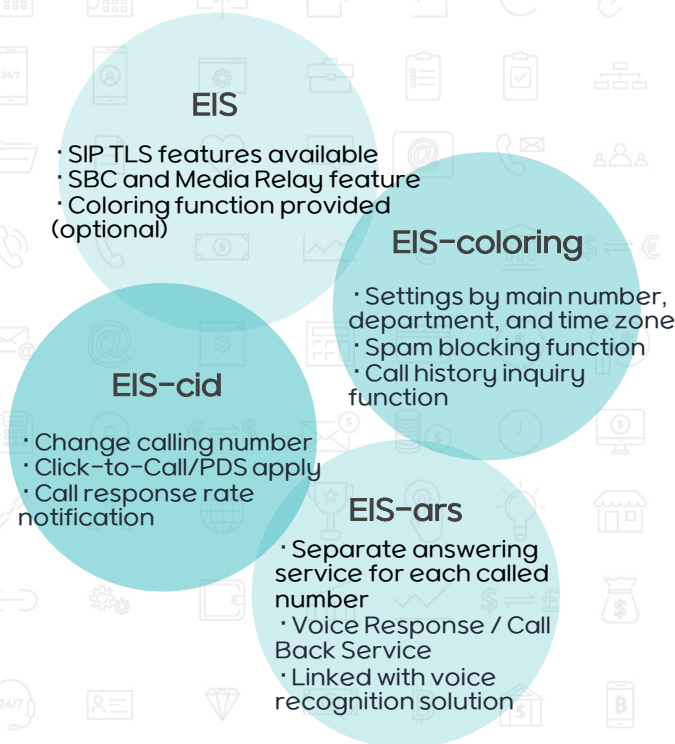 EIS
· SIP TLS features available
· SBC and Media Relay feature
· Coloring function provided
(optional)
EIS-coloring
· Settings by main number,
department, and time zone
· Spam blocking function
· Call history inquiry
function
EIS-cid
· Change calling number
· Click-to-Call/PDS apply
· Call response rate
notification
EIS-ars
· Separate answering
service for each called
number
· Voice Response / Call
Back Service
· Linked with voice
recognition solution